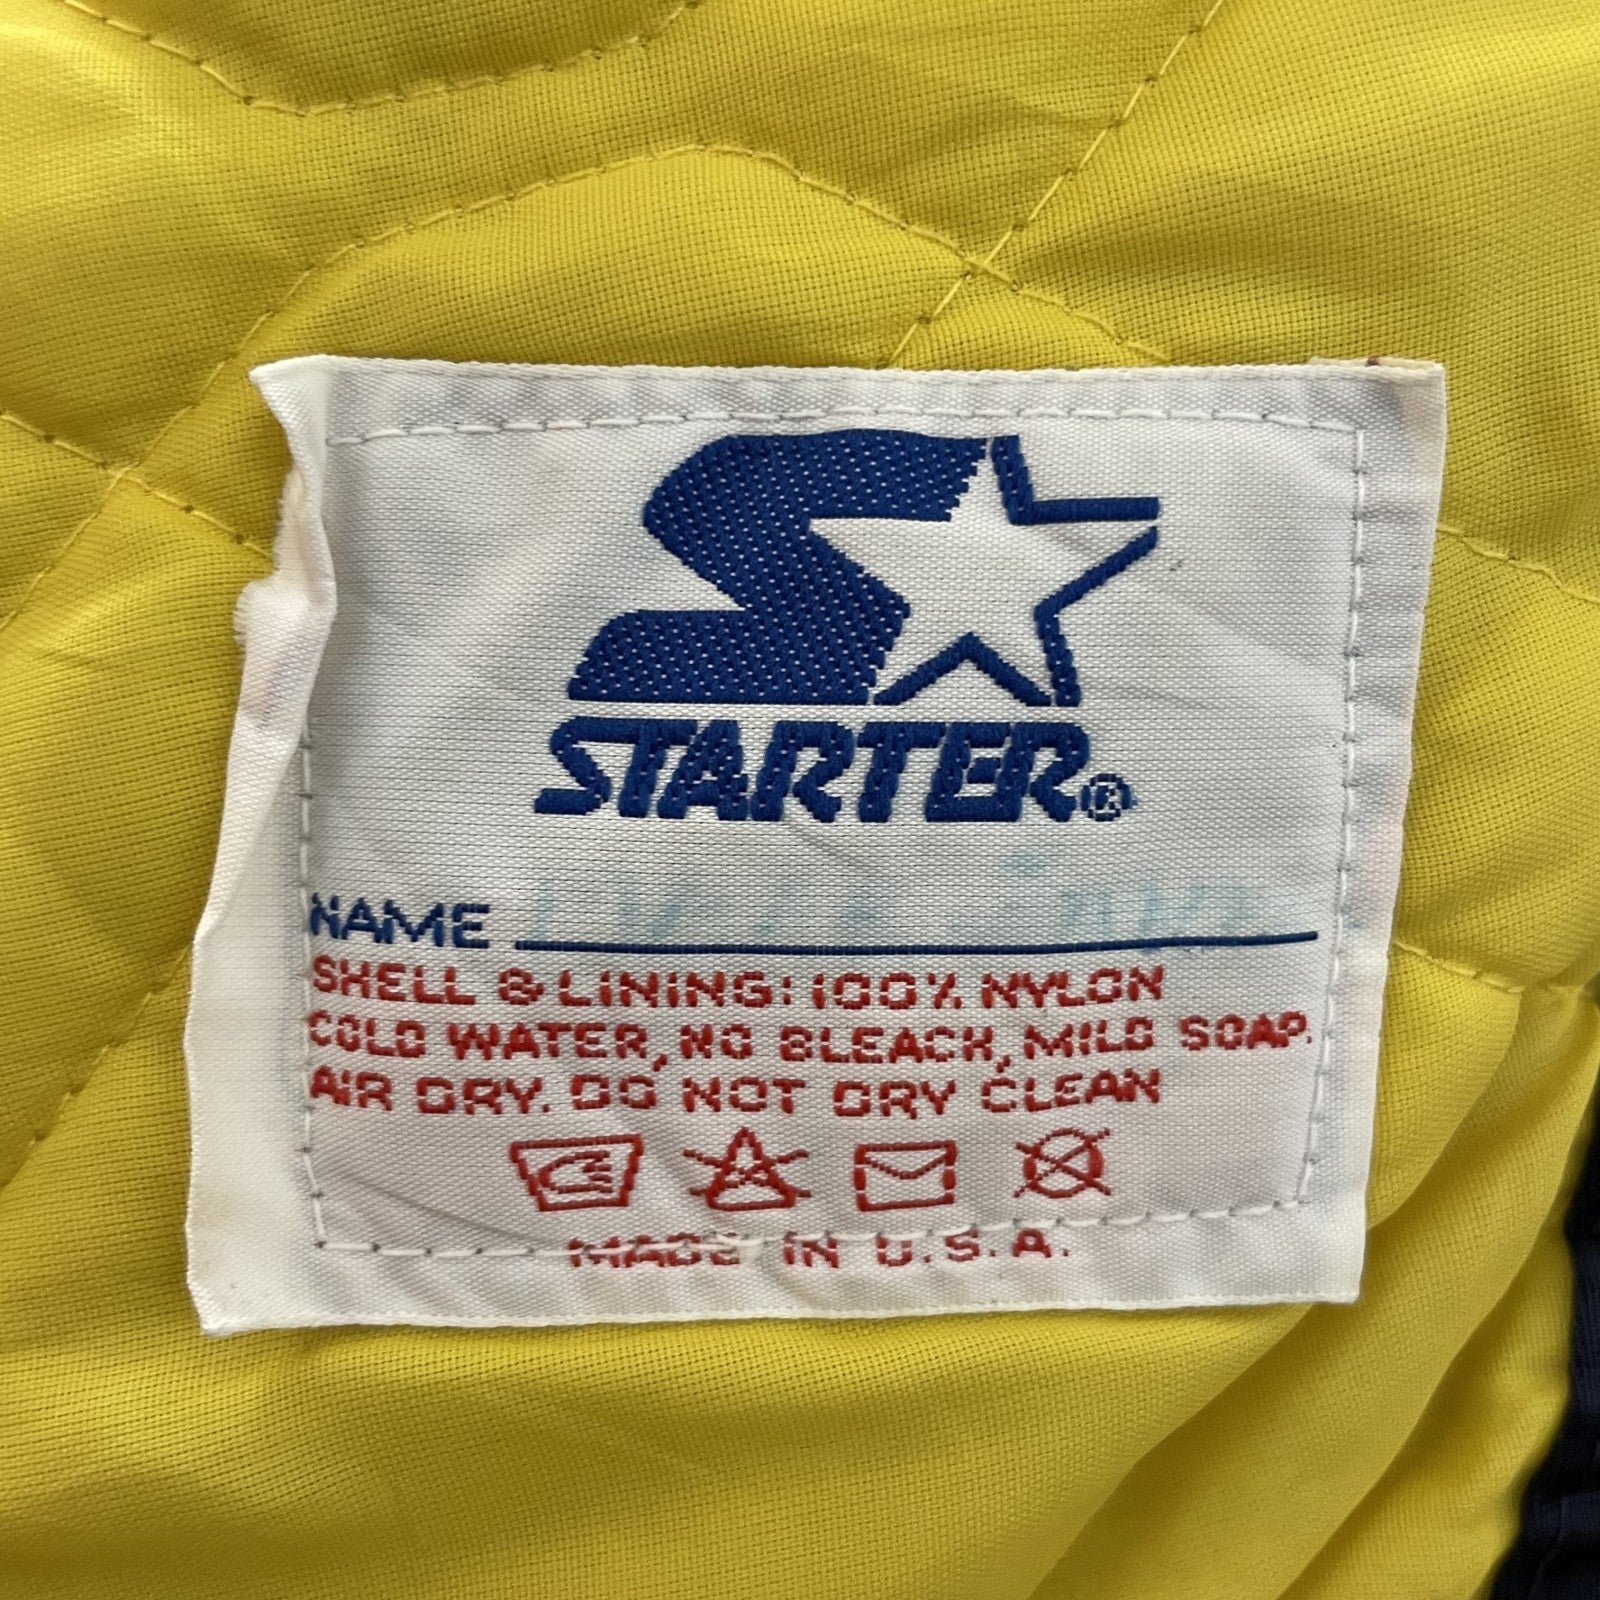 STARTER®
NAME
SHELL & LINING: 100% NYLON
COLD WATER, NO BLEACH, MILD SOAP.
AIR DRY. DO NOT DRY CLEAN
MADE IN U.S.A.